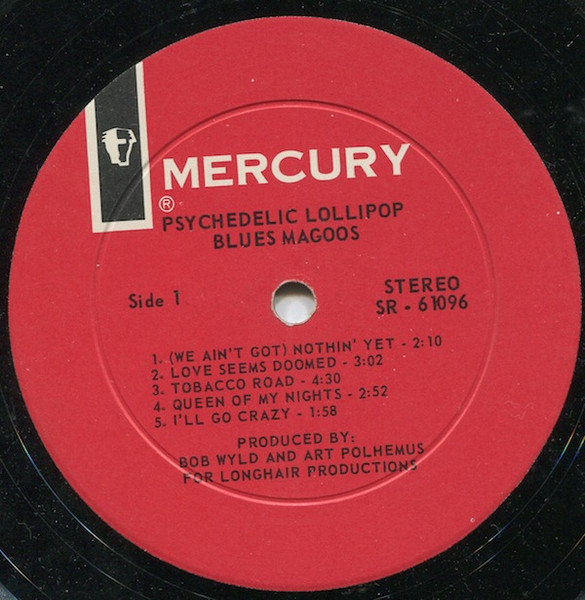 MERCURY
®
PSYCHEDELIC LOLLIPOP
BLUES MAGOOS
Side 1
STEREO
SR - 61096
1. (WE AIN'T GOT) NOTHIN' YET - 2:10
2. LOVE SEEMS DOOMED - 3:02
3. TOBACCO ROAD - 4:30
4. QUEEN OF MY NIGHTS - 2:52
5. I'LL GO CRAZY - 1:58
PRODUCED BY:
BOB WYLD AND ART POLHEMUS
FOR LONGHAIR PRODUCTIONS